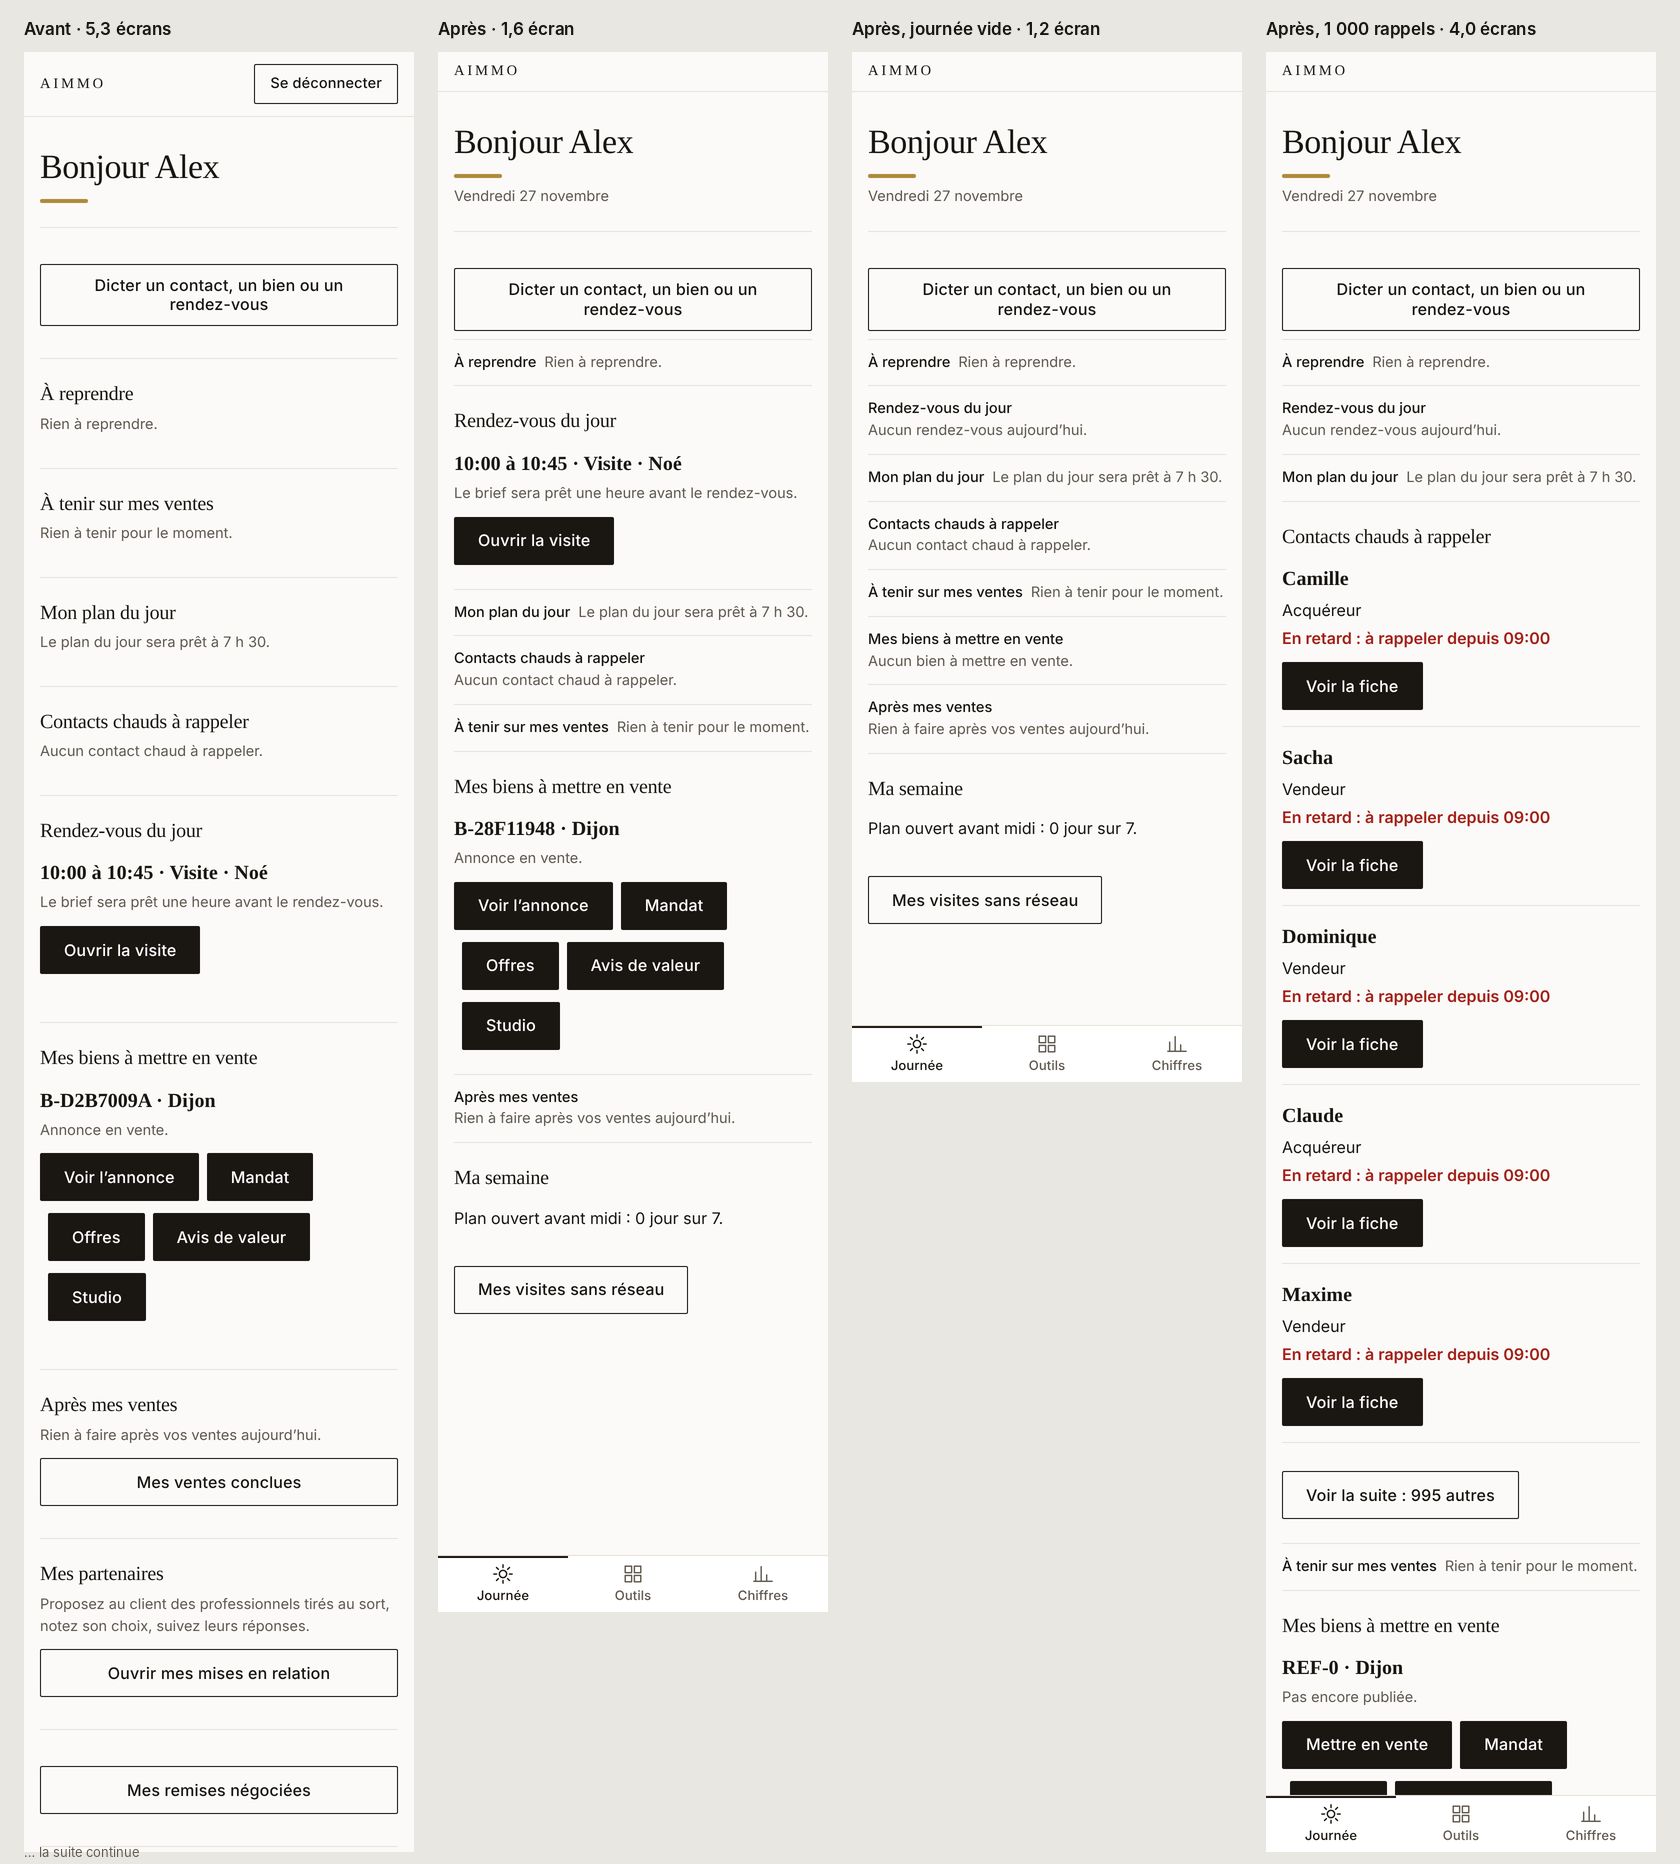 Avant · 5,3 écrans
AIMMO
Se déconnecter
Bonjour Alex
Dicter un contact, un bien ou un
rendez-vous
À reprendre
Rien à reprendre.
À tenir sur mes ventes
Rien à tenir pour le moment.
Mon plan du jour
Le plan du jour sera prêt à 7 h 30.
Contacts chauds à rappeler
Aucun contact chaud à rappeler.
Rendez-vous du jour
10:00 à 10:45 · Visite · Noé
Le brief sera prêt une heure avant le rendez-vous.
Ouvrir la visite
Mes biens à mettre en vente
B-D2B7009A · Dijon
Annonce en vente.
Voir l’annonce
Mandat
Offres
Avis de valeur
Studio
Après mes ventes
Rien à faire après vos ventes aujourd’hui.
Mes ventes conclues
Mes partenaires
Proposez au client des professionnels tirés au sort,
notez son choix, suivez leurs réponses.
Ouvrir mes mises en relation
Mes remises négociées
... la suite continue
Après · 1,6 écran
AIMMO
Bonjour Alex
Vendredi 27 novembre
Dicter un contact, un bien ou un
rendez-vous
À reprendre Rien à reprendre.
Rendez-vous du jour
10:00 à 10:45 · Visite · Noé
Le brief sera prêt une heure avant le rendez-vous.
Ouvrir la visite
Mon plan du jour Le plan du jour sera prêt à 7 h 30.
Contacts chauds à rappeler
Aucun contact chaud à rappeler.
À tenir sur mes ventes Rien à tenir pour le moment.
Mes biens à mettre en vente
B-28F11948 · Dijon
Annonce en vente.
Voir l’annonce
Mandat
Offres
Avis de valeur
Studio
Après mes ventes
Rien à faire après vos ventes aujourd’hui.
Ma semaine
Plan ouvert avant midi : 0 jour sur 7.
Mes visites sans réseau
Journée
Outils
Chiffres
Après, journée vide · 1,2 écran
AIMMO
Bonjour Alex
Vendredi 27 novembre
Dicter un contact, un bien ou un
rendez-vous
À reprendre Rien à reprendre.
Rendez-vous du jour
Aucun rendez-vous aujourd’hui.
Mon plan du jour Le plan du jour sera prêt à 7 h 30.
Contacts chauds à rappeler
Aucun contact chaud à rappeler.
À tenir sur mes ventes Rien à tenir pour le moment.
Mes biens à mettre en vente
Aucun bien à mettre en vente.
Après mes ventes
Rien à faire après vos ventes aujourd’hui.
Ma semaine
Plan ouvert avant midi : 0 jour sur 7.
Mes visites sans réseau
Journée
Outils
Chiffres
Après, 1 000 rappels · 4,0 écrans
AIMMO
Bonjour Alex
Vendredi 27 novembre
Dicter un contact, un bien ou un
rendez-vous
À reprendre Rien à reprendre.
Rendez-vous du jour
Aucun rendez-vous aujourd’hui.
Mon plan du jour Le plan du jour sera prêt à 7 h 30.
Contacts chauds à rappeler
Camille
Acquéreur
En retard : à rappeler depuis 09:00
Voir la fiche
Sacha
Vendeur
En retard : à rappeler depuis 09:00
Voir la fiche
Dominique
Vendeur
En retard : à rappeler depuis 09:00
Voir la fiche
Claude
Acquéreur
En retard : à rappeler depuis 09:00
Voir la fiche
Maxime
Vendeur
En retard : à rappeler depuis 09:00
Voir la fiche
Voir la suite : 995 autres
À tenir sur mes ventes Rien à tenir pour le moment.
Mes biens à mettre en vente
REF-0 · Dijon
Pas encore publiée.
Mettre en vente
Mandat
Journée
Outils
Chiffres